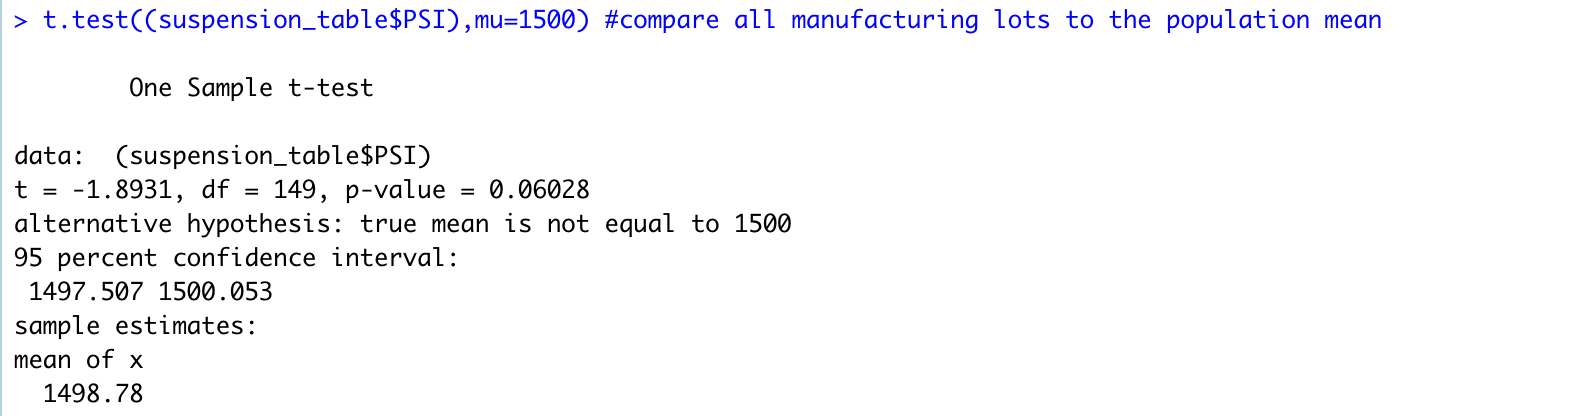 > t.test((suspension_table$PSI),mu=1500) #compare all manufacturing lots to the population mean
One Sample t-test
data:  (suspension_table$PSI)
t = -1.8931, df = 149, p-value = 0.06028
alternative hypothesis: true mean is not equal to 1500
95 percent confidence interval:
1497.507 1500.053
sample estimates:
mean of x
1498.78